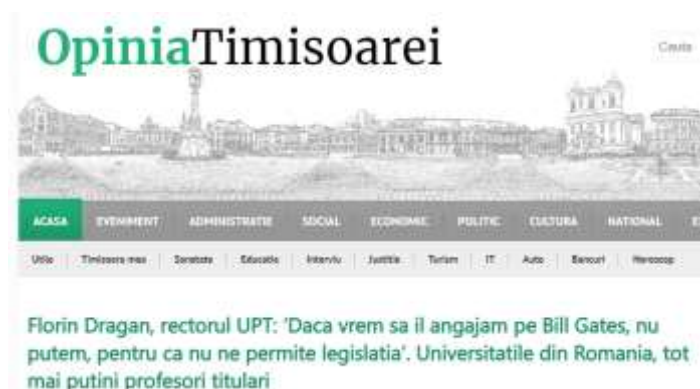 OpiniaTimisoarei
Cauta
ACASA EVENIMENT ADMINISTRATIE SOCIAL ECONOMIC POLITIC CULTURA NATIONAL E
Utile Timisoara mea Sanatate Educatie Interviu Justitie Turism IT Auto Bancuri Horoscop
Florin Dragan, rectorul UPT: 'Daca vrem sa il angajam pe Bill Gates, nu
putem, pentru ca nu ne permite legislatia'. Universitatile din Romania, tot
mai putini profesori titulari